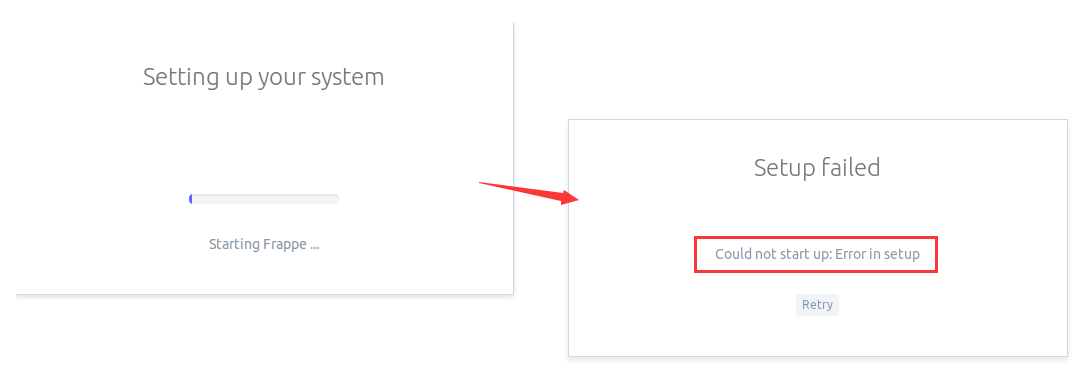 Setting up your system
Starting Frappe ...
Setup failed
Could not start up: Error in setup
Retry